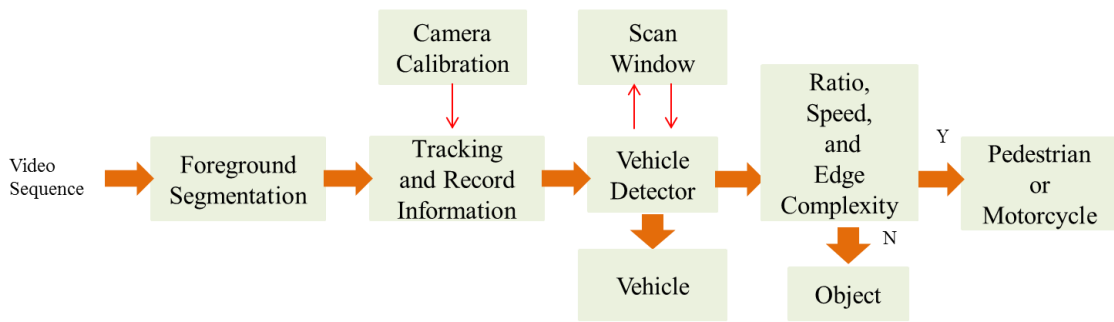 Camera
Calibration
Scan
Window
Ratio,
Speed,
and
Edge
Complexity
Video
Sequence
Foreground
Segmentation
Tracking
and Record
Information
Vehicle
Detector
Y
Pedestrian
or
Motorcycle
N
Vehicle
Object